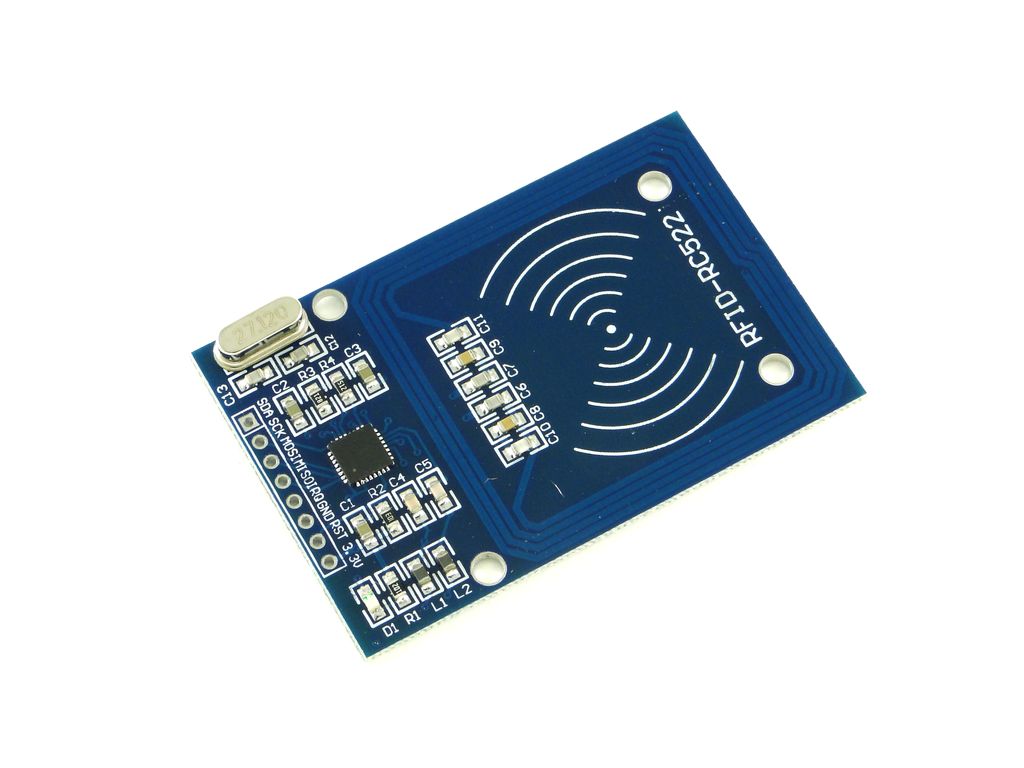 RFID-RC522
27.120
C13
C12
C2
R3
R4
C3
SDA
SCK
MOSI
MISO
IRQ
GND
RST
3.3V
C11
C9
C7
C6
C8
C10
C1
R2
C4
C5
D1
R1
L1
L2